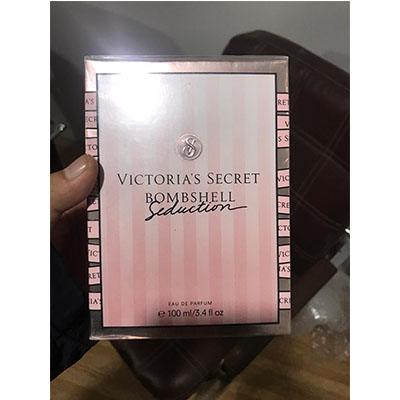 VICTORIA'S SECRET
BOMBSHELL
Seduction
EAU DE PARFUM
℮ 100 ml/3.4 fl oz